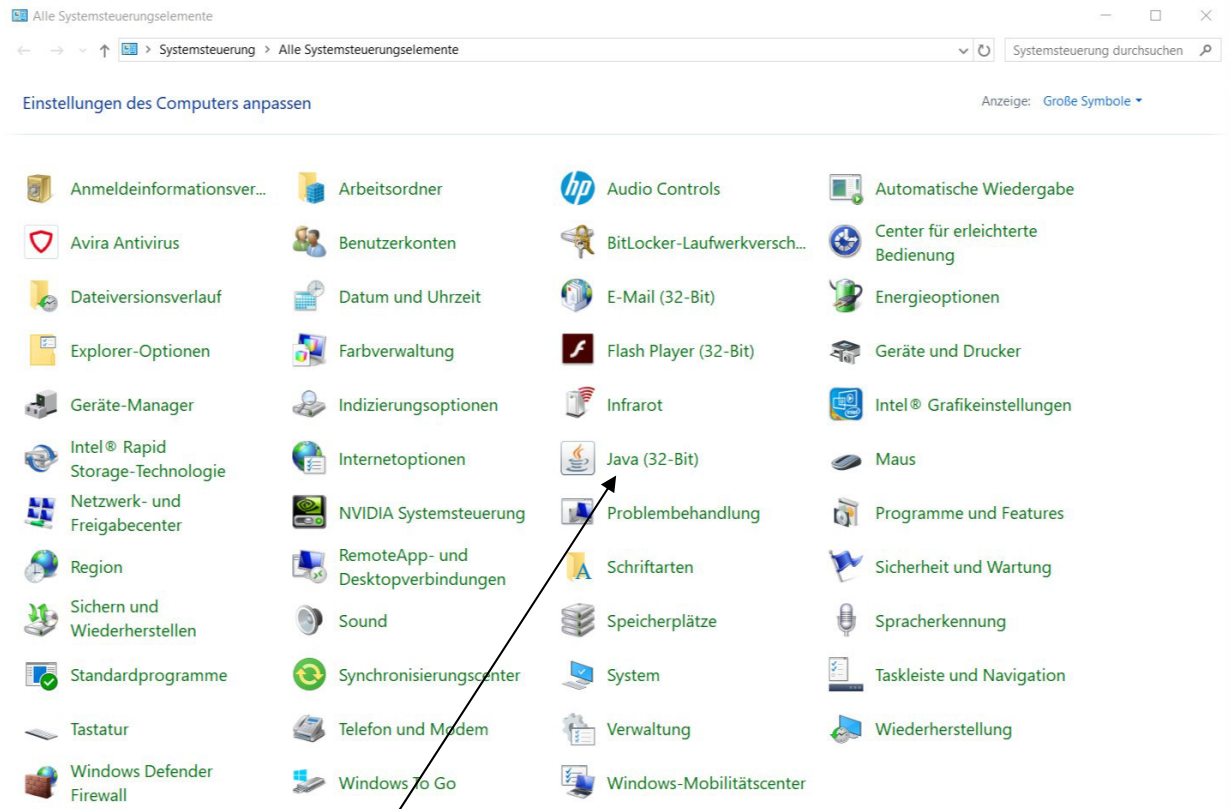 Alle Systemsteuerungselemente
Systemsteuerung > Alle Systemsteuerungselemente
Systemsteuerung durchsuchen
Einstellungen des Computers anpassen
Anzeige: Große Symbole
Anmeldeinformationsver...
Arbeitsordner
Audio Controls
Automatische Wiedergabe
Avira Antivirus
Benutzerkonten
BitLocker-Laufwerkversch...
Center für erleichterte
Bedienung
Dateiversionsverlauf
Datum und Uhrzeit
E-Mail (32-Bit)
Energieoptionen
Explorer-Optionen
Farbverwaltung
Flash Player (32-Bit)
Geräte und Drucker
Geräte-Manager
Indizierungsoptionen
Infrarot
Intel® Grafikeinstellungen
Intel® Rapid
Storage-Technologie
Internetoptionen
Java (32-Bit)
Maus
Netzwerk- und
Freigabecenter
NVIDIA Systemsteuerung
Problembehandlung
Programme und Features
Region
RemoteApp- und
Desktopverbindungen
Schriftarten
Sicherheit und Wartung
Sichern und
Wiederherstellen
Sound
Speicherplätze
Spracherkennung
Standardprogramme
Synchronisierungscenter
System
Taskleiste und Navigation
Tastatur
Telefon und Modem
Verwaltung
Wiederherstellung
Windows Defender
Firewall
Windows To Go
Windows-Mobilitätscenter